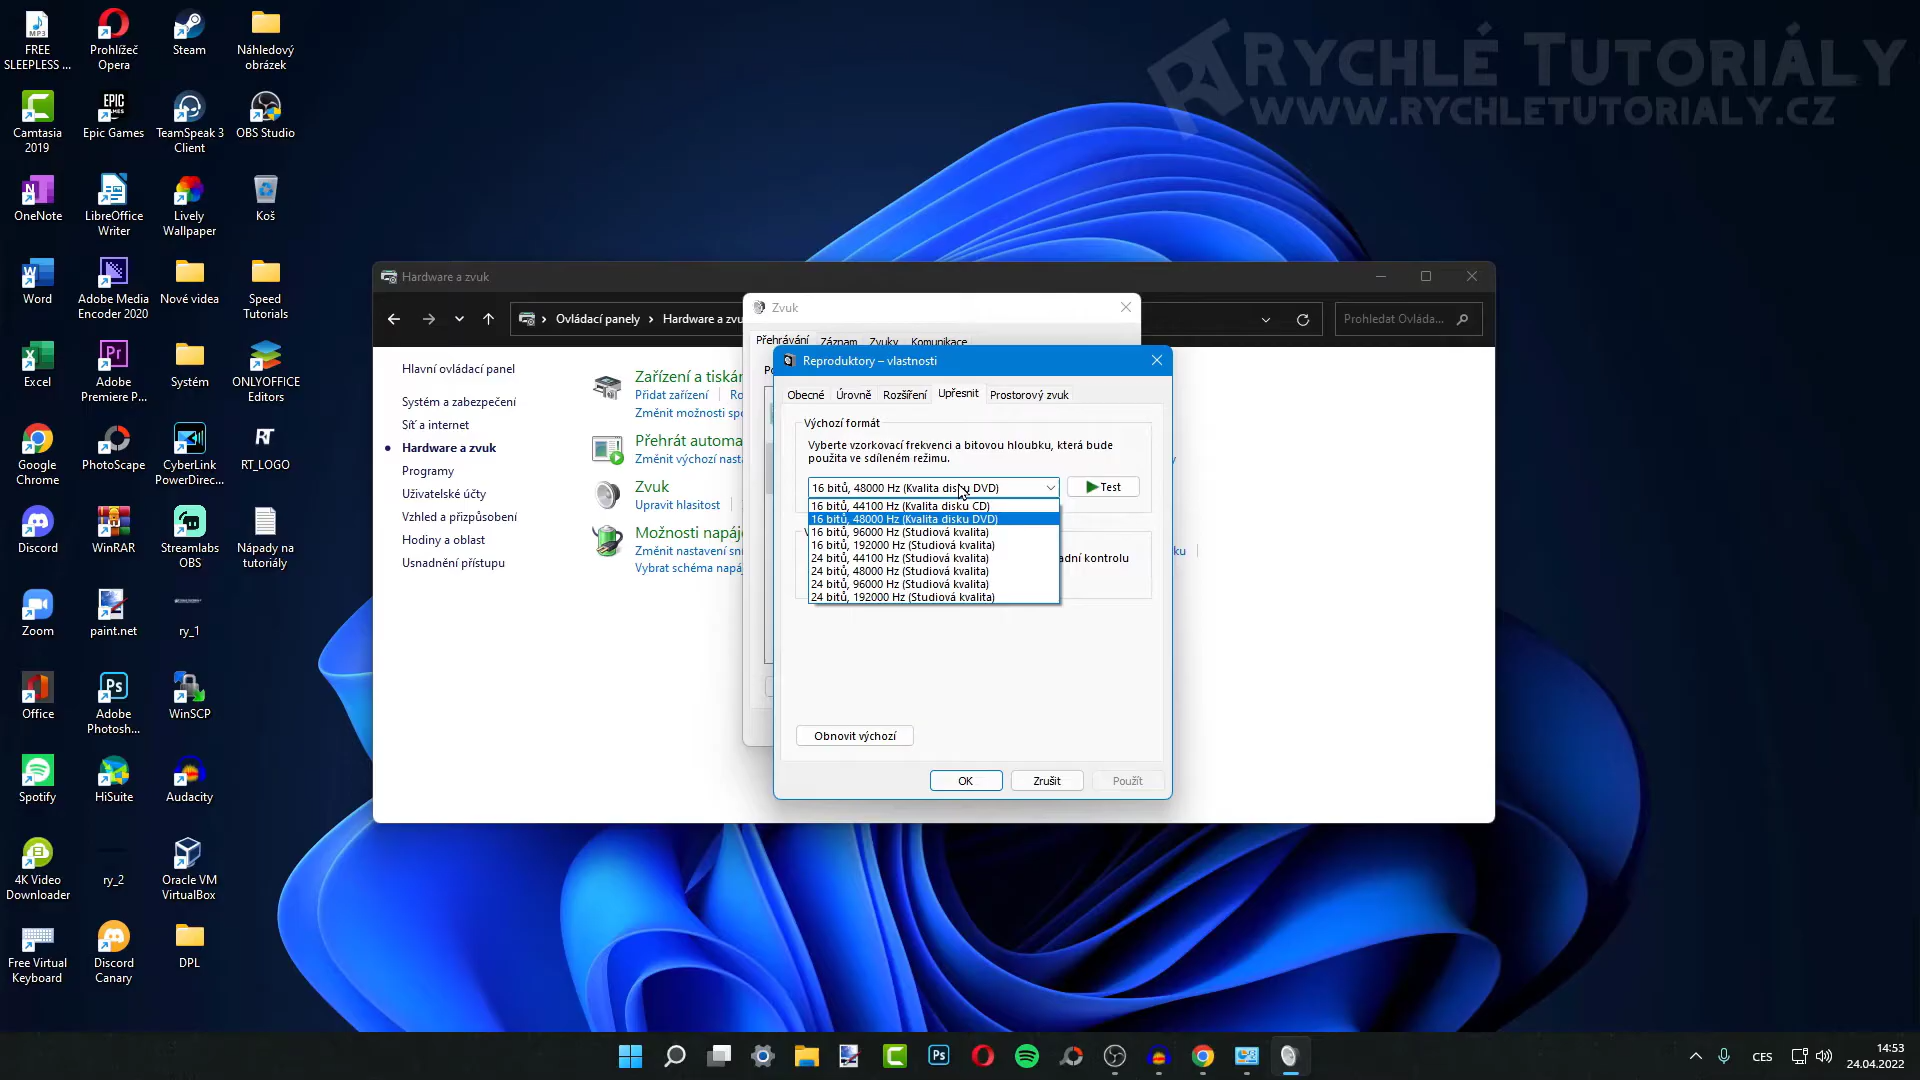 RYCHLÉ TUTORIÁLY
WWW.RYCHLETUTORIALY.CZ
FREE
SLEEPLESS ...
Prohlížeč
Opera
Steam
Náhledový
obrázek
Camtasia
2019
Epic Games
TeamSpeak 3
Client
OBS Studio
OneNote
LibreOffice
Writer
Lively
Wallpaper
Koš
Word
Adobe Media
Encoder 2020
Nové videa
Speed
Tutorials
Excel
Adobe
Premiere P...
Systém
ONLYOFFICE
Editors
Google
Chrome
PhotoScape
CyberLink
PowerDirec...
RT_LOGO
Discord
WinRAR
Streamlabs
OBS
Nápady na
tutoriály
Zoom
paint.net
ry_1
Office
Adobe
Photosh...
WinSCP
Spotify
HiSuite
Audacity
4K Video
Downloader
ry_2
Oracle VM
VirtualBox
Free Virtual
Keyboard
Discord
Canary
DPL
Hardware a zvuk
Ovládací panely
Hardware a zvu
Prohledat Ovláda...
Hlavní ovládací panel
Systém a zabezpečení
Síť a internet
Hardware a zvuk
Programy
Uživatelské účty
Vzhled a přizpůsobení
Hodiny a oblast
Usnadnění přístupu
Zařízení a tiskár
Přidat zařízení
Ro
Změnit možnosti sp
Přehrát automa
Změnit výchozí nast
Zvuk
Upravit hlasitost
Možnosti napáj
Změnit nastavení sn
Vybrat schéma napáj
Zvuk
Přehrávání
Záznam
Zvuky
Komunikace
Reproduktory – vlastnosti
Obecné
Úrovně
Rozšíření
Upřesnit
Prostorový zvuk
Výchozí formát
Vyberte vzorkovací frekvenci a bitovou hloubku, která bude
použita ve sdíleném režimu.
16 bitů, 48000 Hz (Kvalita disku DVD)
Test
16 bitů, 44100 Hz (Kvalita disku CD)
16 bitů, 48000 Hz (Kvalita disku DVD)
16 bitů, 96000 Hz (Studiová kvalita)
16 bitů, 192000 Hz (Studiová kvalita)
24 bitů, 44100 Hz (Studiová kvalita)
24 bitů, 48000 Hz (Studiová kvalita)
24 bitů, 96000 Hz (Studiová kvalita)
24 bitů, 192000 Hz (Studiová kvalita)
adní kontrolu
ku
Obnovit výchozí
OK
Zrušit
Použít
CES
14:53
24.04.2022